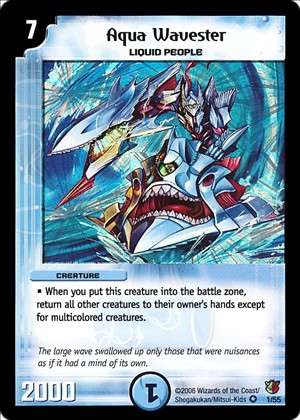 7
Aqua Wavester
LIQUID PEOPLE
CREATURE
▪ When you put this creature into the battle zone,
return all other creatures to their owner's hands except
for multicolored creatures.
The large wave swallowed up only those that were nuisances
as if it had a mind of its own.
2000
1
©2006 Wizards of the Coast/
Shogakukan/Mitsui-Kids
1/55